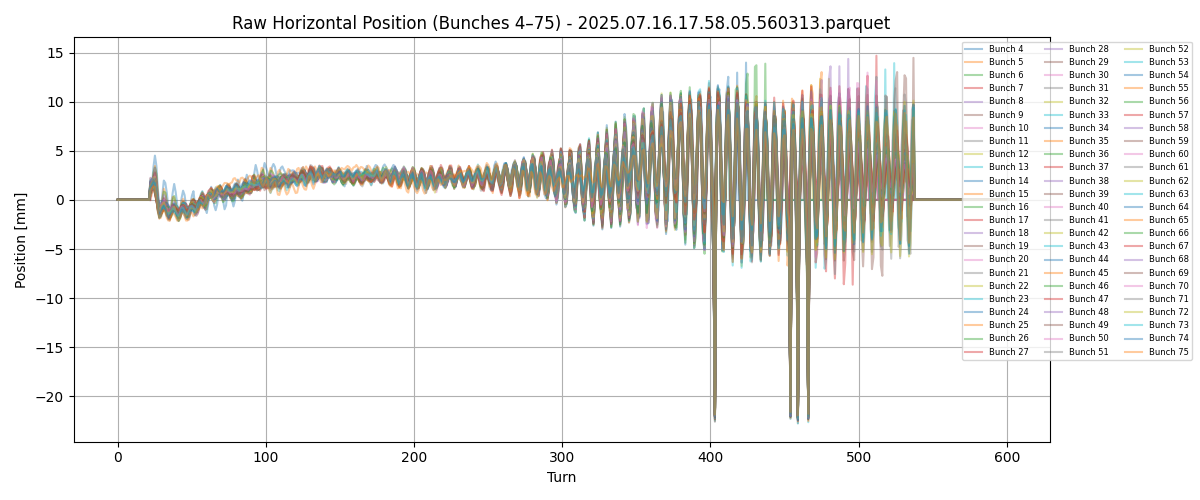 Raw Horizontal Position (Bunches 4–75) - 2025.07.16.17.58.05.560313.parquet
Position [mm]
15
10
5
0
−5
−10
−15
−20
0
100
200
300
400
500
600
Turn
Bunch 4
Bunch 5
Bunch 6
Bunch 7
Bunch 8
Bunch 9
Bunch 10
Bunch 11
Bunch 12
Bunch 13
Bunch 14
Bunch 15
Bunch 16
Bunch 17
Bunch 18
Bunch 19
Bunch 20
Bunch 21
Bunch 22
Bunch 23
Bunch 24
Bunch 25
Bunch 26
Bunch 27
Bunch 28
Bunch 29
Bunch 30
Bunch 31
Bunch 32
Bunch 33
Bunch 34
Bunch 35
Bunch 36
Bunch 37
Bunch 38
Bunch 39
Bunch 40
Bunch 41
Bunch 42
Bunch 43
Bunch 44
Bunch 45
Bunch 46
Bunch 47
Bunch 48
Bunch 49
Bunch 50
Bunch 51
Bunch 52
Bunch 53
Bunch 54
Bunch 55
Bunch 56
Bunch 57
Bunch 58
Bunch 59
Bunch 60
Bunch 61
Bunch 62
Bunch 63
Bunch 64
Bunch 65
Bunch 66
Bunch 67
Bunch 68
Bunch 69
Bunch 70
Bunch 71
Bunch 72
Bunch 73
Bunch 74
Bunch 75